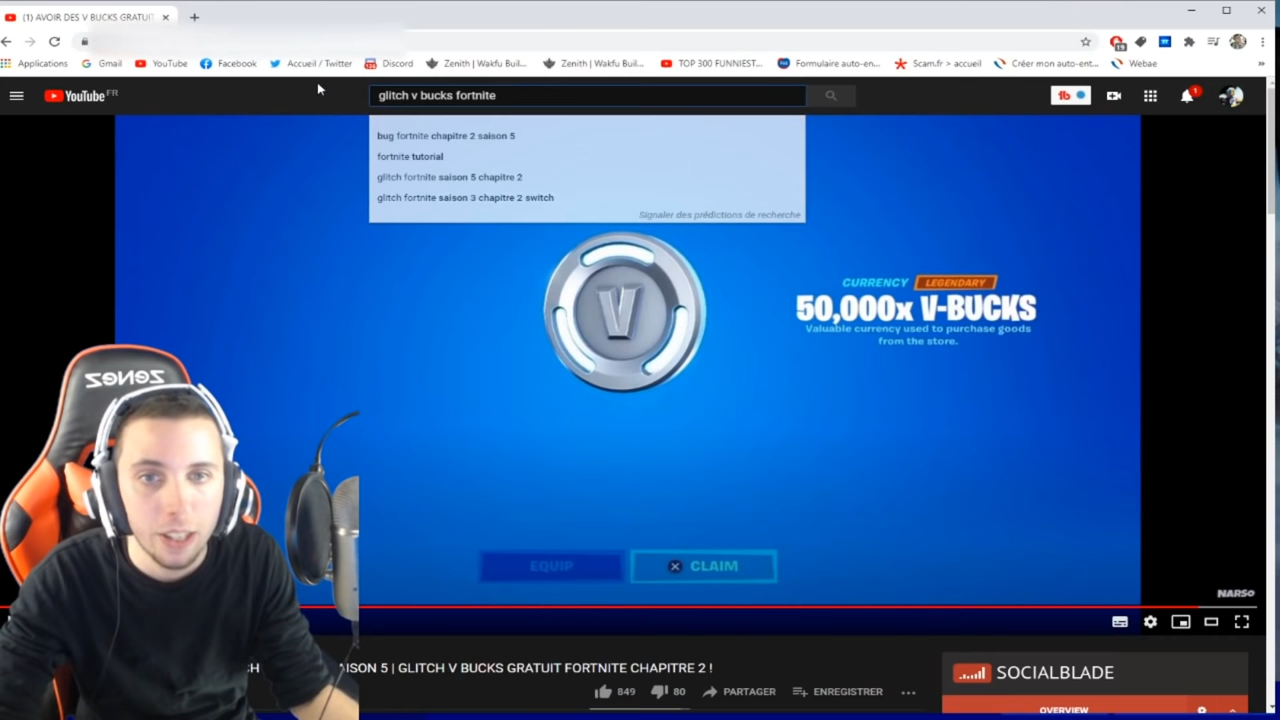 (1) AVOIR DES V BUCKS GRATUIT
Applications
Gmail
YouTube
Facebook
Accueil / Twitter
Discord
Zenith | Wakfu Buil...
Zenith | Wakfu Buil...
TOP 300 FUNNIEST...
Formulaire auto-en...
Scam.fr > accueil
Créer mon auto-ent...
Webae
»
YouTube FR
glitch v bucks fortnite
1
19
bug fortnite chapitre 2 saison 5
fortnite tutorial
glitch fortnite saison 5 chapitre 2
glitch fortnite saison 3 chapitre 2 switch
Signaler des prédictions de recherche
V
CURRENCY LEGENDARY
50,000x V-BUCKS
Valuable currency used to purchase goods
from the store.
ZENEZ
EQUIP
CLAIM
NARSO
AISON 5 | GLITCH V BUCKS GRATUIT FORTNITE CHAPITRE 2 !
849
80
PARTAGER
ENREGISTRER
SOCIALBLADE
OVERVIEW